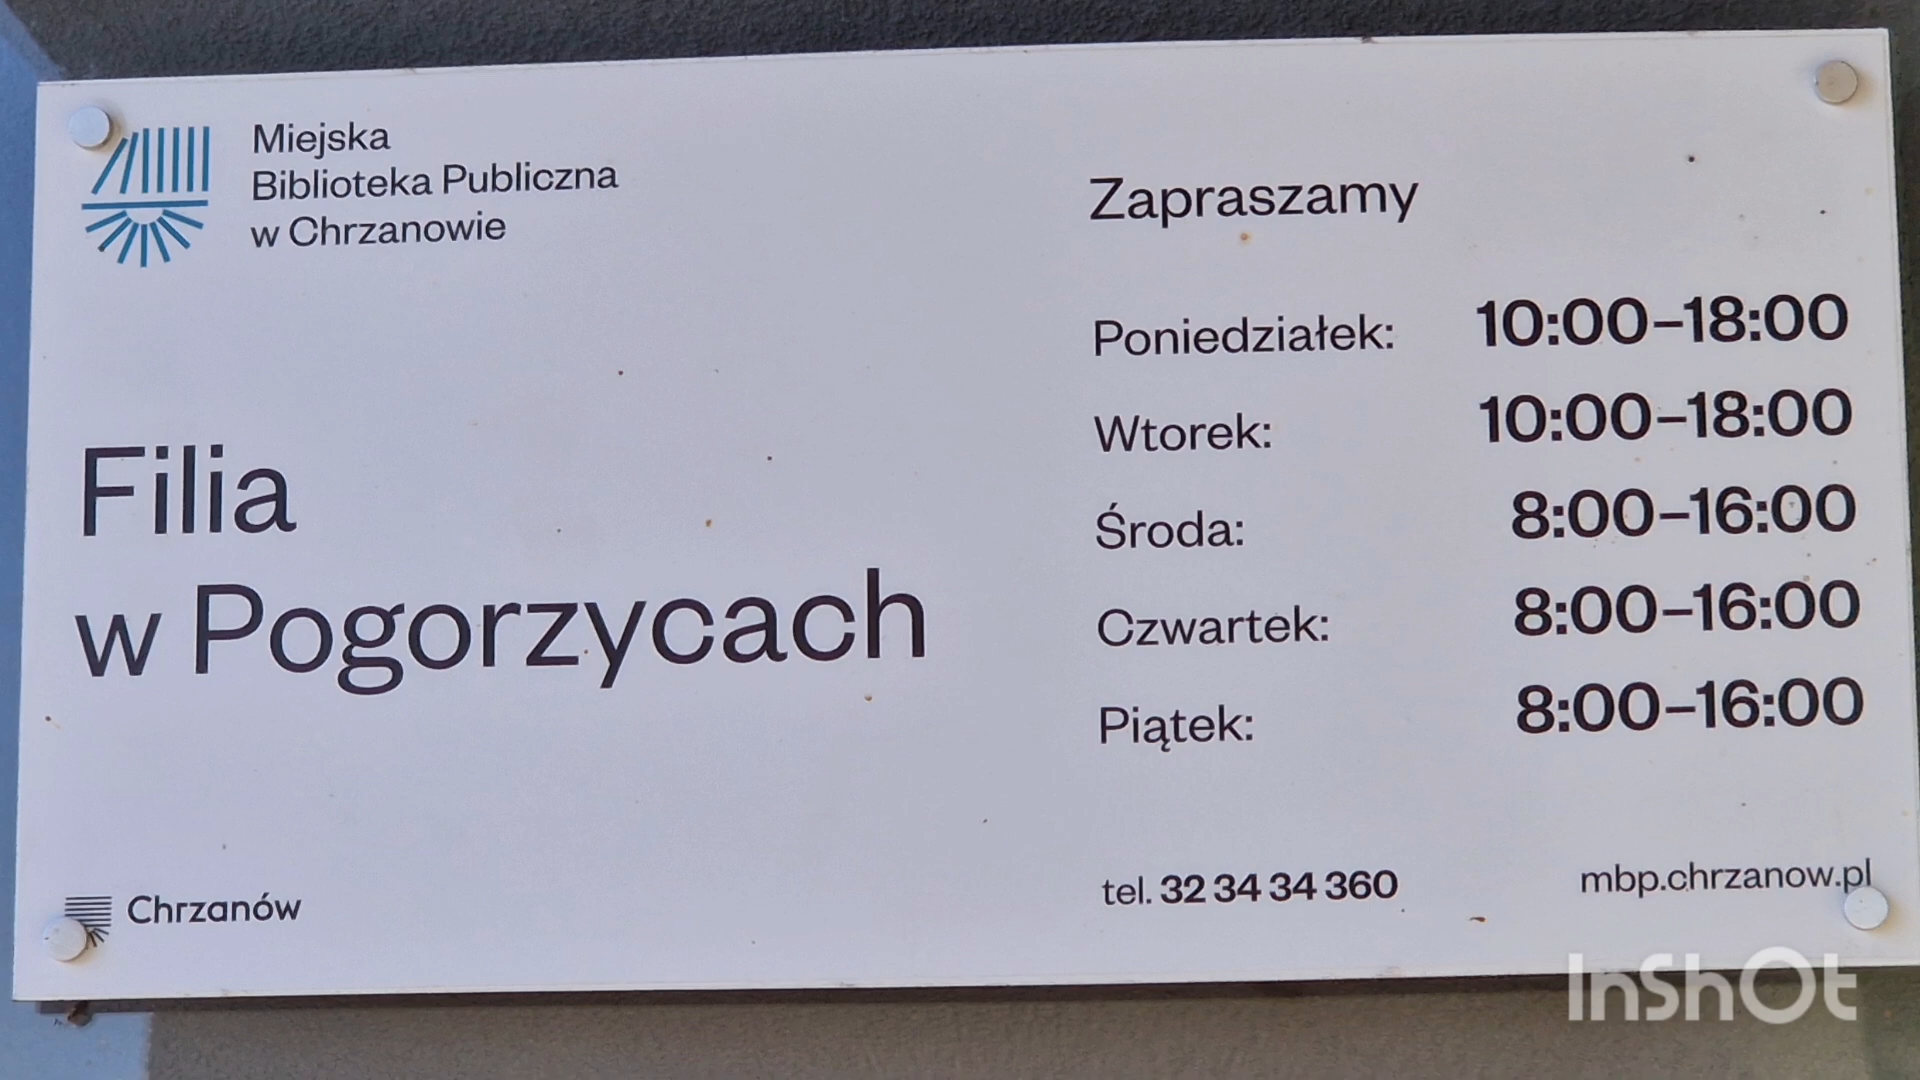 Miejska
Biblioteka Publiczna
w Chrzanowie
Filia
w Pogorzycach
Chrzanów
Zapraszamy
Poniedziałek: 10:00–18:00
Wtorek: 10:00–18:00
Środa: 8:00–16:00
Czwartek: 8:00–16:00
Piątek: 8:00–16:00
tel. 32 34 34 360
mbp.chrzanow.pl
InShOt